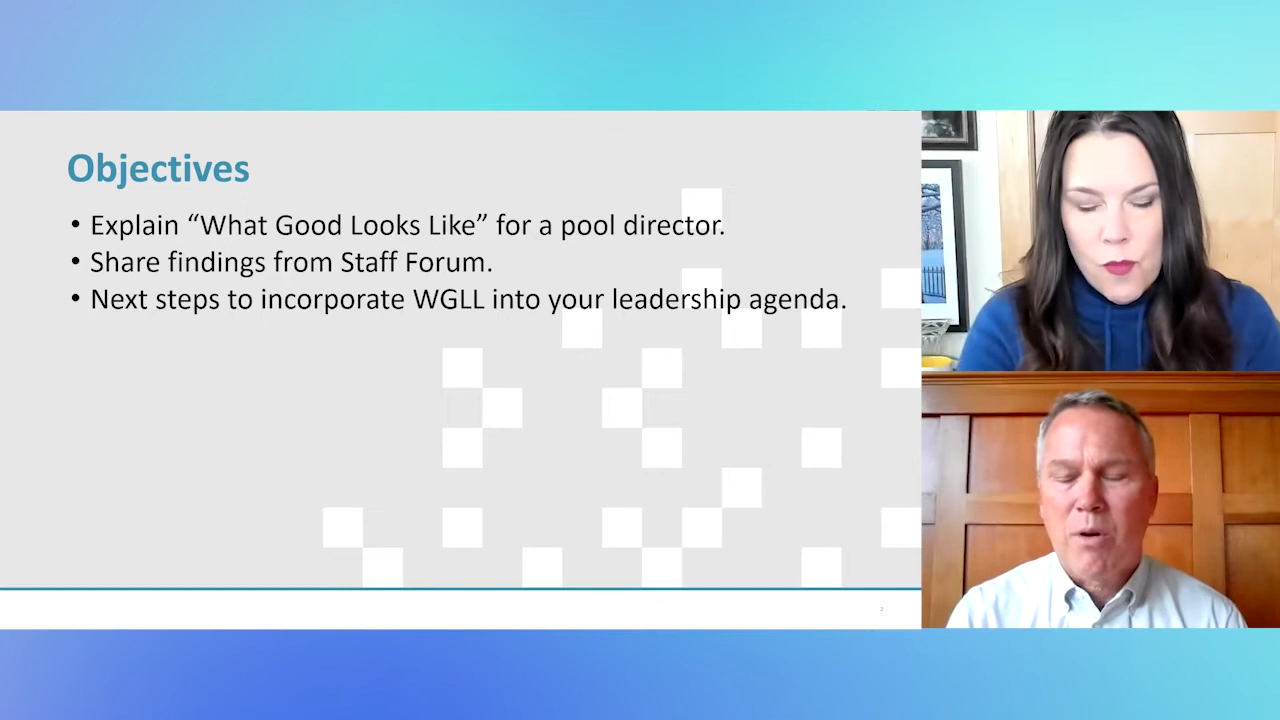 Objectives
• Explain “What Good Looks Like” for a pool director.
• Share findings from Staff Forum.
• Next steps to incorporate WGLL into your leadership agenda.
2